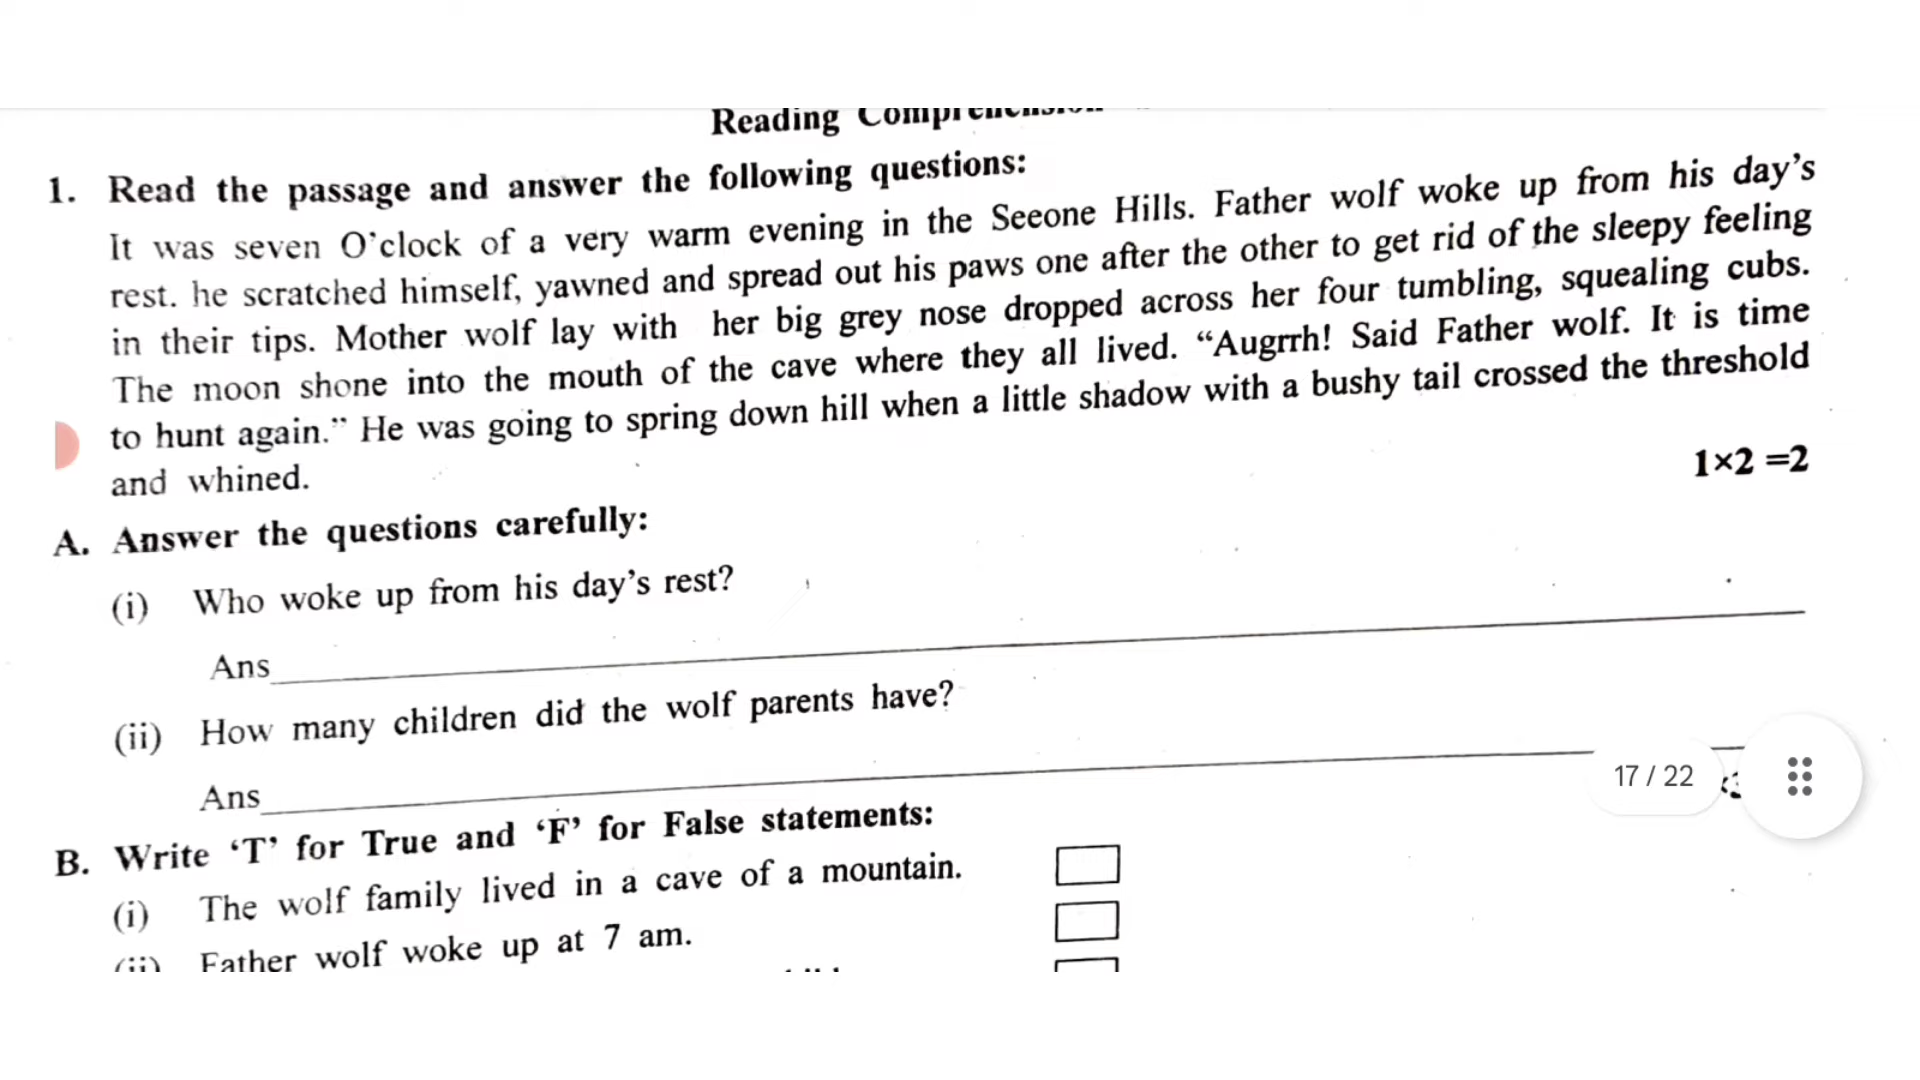 Reading Comprehension
1. Read the passage and answer the following questions:
It was seven O'clock of a very warm evening in the Seeone Hills. Father wolf woke up from his day's
rest. he scratched himself, yawned and spread out his paws one after the other to get rid of the sleepy feeling
in their tips. Mother wolf lay with her big grey nose dropped across her four tumbling, squealing cubs.
The moon shone into the mouth of the cave where they all lived. “Augrrh! Said Father wolf. It is time
to hunt again.” He was going to spring down hill when a little shadow with a bushy tail crossed the threshold
and whined.
1×2 =2
A. Answer the questions carefully:
(i) Who woke up from his day's rest?
Ans
(ii) How many children did the wolf parents have?
Ans
17 / 22
B. Write ‘T’ for True and ‘F’ for False statements:
(i) The wolf family lived in a cave of a mountain.
(ii) Father wolf woke up at 7 am.